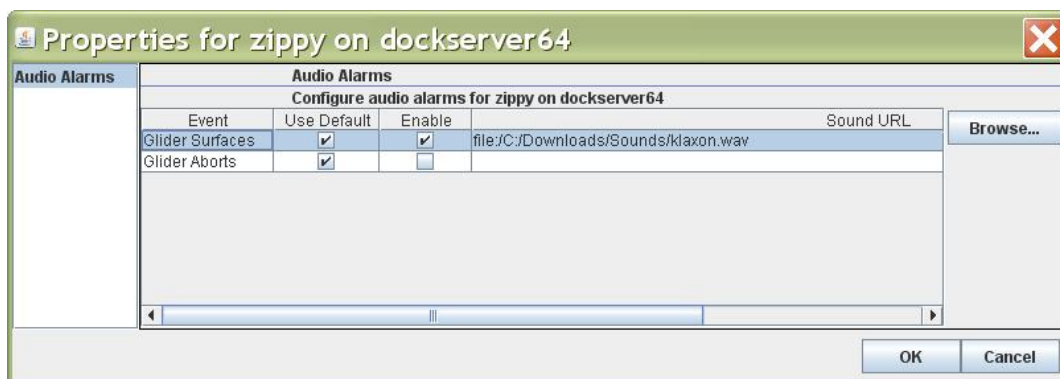 Properties for zippy on dockserver64
Audio Alarms
Audio Alarms
Configure audio alarms for zippy on dockserver64
Event Use Default Enable Sound URL
Glider Surfaces file:/C:/Downloads/Sounds/klaxon.wav
Glider Aborts
Browse...
OK Cancel